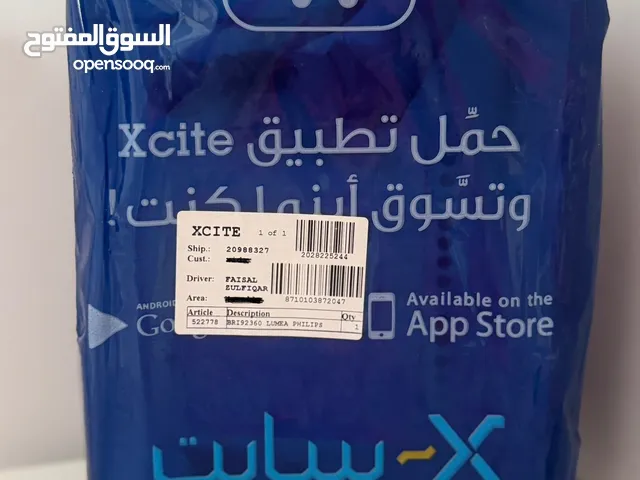 السوق المفتوح
opensooq.com
حمَّل تطبيق Xcite
وتسوَّق أينما كنت!
XCITE 1 of 1
Ship.: 20988327
2028225244
Cust.:
Driver: FAISAL
ZULFIQAR
Area:
8710103872047
Article Description Qty
522778 BRI92360 LUMEA PHILIPS 1
ANDROID
Available on the
App Store
X-سايت